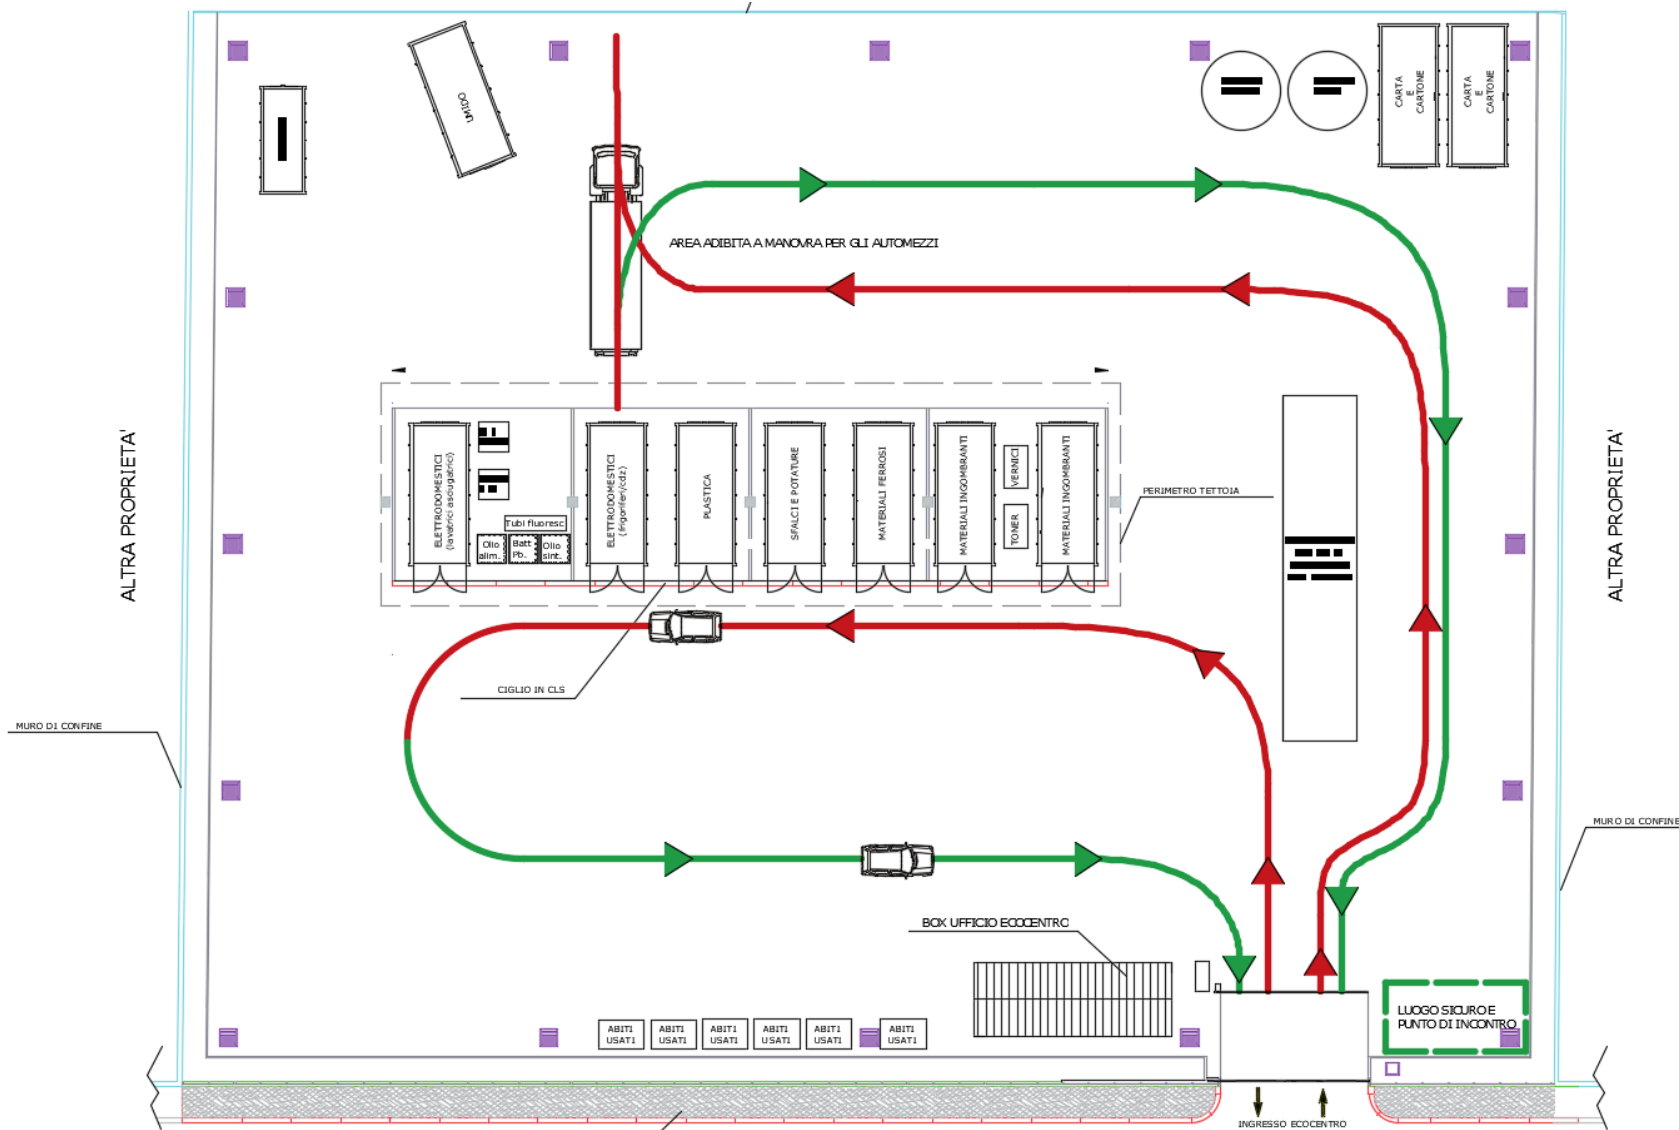 UMIDO
CARTA
E
CARTONE
CARTA
E
CARTONE
AREA ADIBITA A MANOVRA PER GLI AUTOMEZZI
ALTRA PROPRIETA'
ALTRA PROPRIETA'
ELETTRODOMESTICI
(lavatrici asciugatrici)
Tubi fluoresc
Olio
alim.
Batt
Pb.
Olio
sint.
ELETTRODOMESTICI
(frigoriferi/cdz)
PLASTICA
SFALCI E POTATURE
MATERIALI FERROSI
MATERIALI INGOMBRANTI
VERNICI
TONER
MATERIALI INGOMBRANTI
PERIMETRO TETTOIA
CIGLIO IN CLS
MURO DI CONFINE
MURO DI CONFINE
BOX UFFICIO ECOCENTRO
LUOGO SICURO E
PUNTO DI INCONTRO
ABITI
USATI
ABITI
USATI
ABITI
USATI
ABITI
USATI
ABITI
USATI
ABITI
USATI
INGRESSO ECOCENTRO